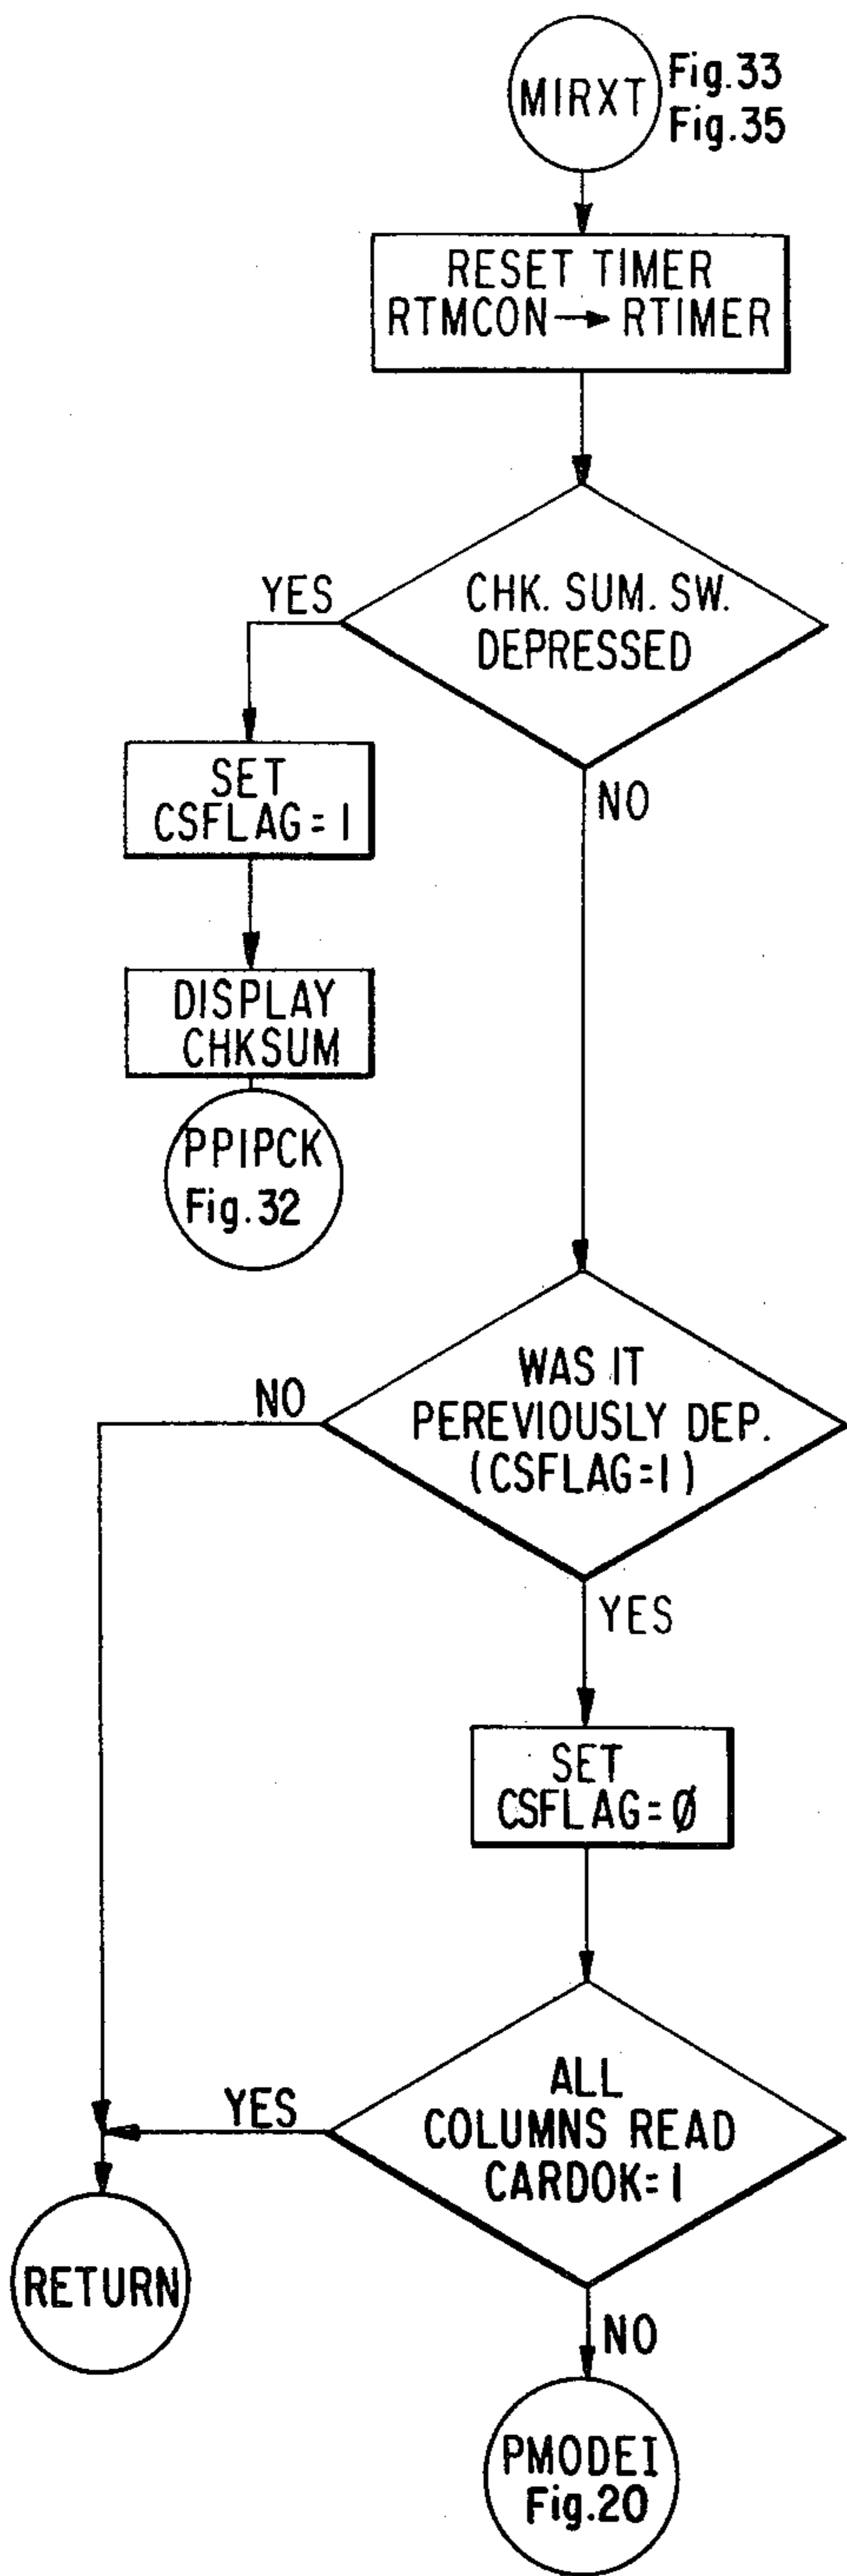 MIRXT
Fig.33
Fig.35
RESET TIMER
RTMCON → RTIMER
CHK. SUM. SW.
DEPRESSED
YES
NO
SET
CSFLAG = 1
DISPLAY
CHKSUM
PPIPCK
Fig.32
WAS IT
PEREVIOUSLY DEP.
(CSFLAG=1)
NO
YES
SET
CSFLAG=Ø
ALL
COLUMNS READ
CARDOK=1
YES
RETURN
NO
PMODEI
Fig.20